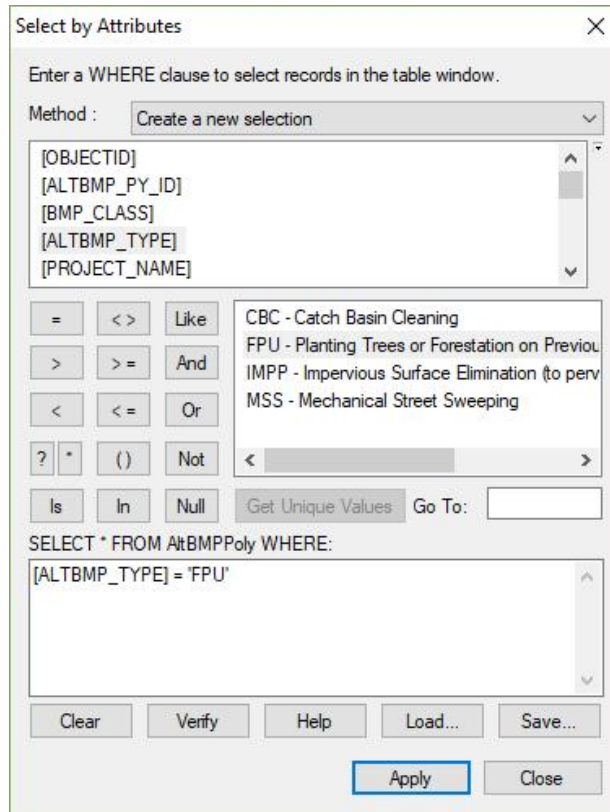 Select by Attributes
Enter a WHERE clause to select records in the table window.
Method : Create a new selection
[OBJECTID]
[ALTBMP_PY_ID]
[BMP_CLASS]
[ALTBMP_TYPE]
[PROJECT_NAME]
= < > Like
> > = And
< < = Or
? * ( ) Not
Is In Null
CBC - Catch Basin Cleaning
FPU - Planting Trees or Forestation on Previou
IMPP - Impervious Surface Elimination (to perv
MSS - Mechanical Street Sweeping
Get Unique Values Go To:
SELECT * FROM AltBMPPoly WHERE:
[ALTBMP_TYPE] = 'FPU'
Clear Verify Help Load... Save...
Apply Close